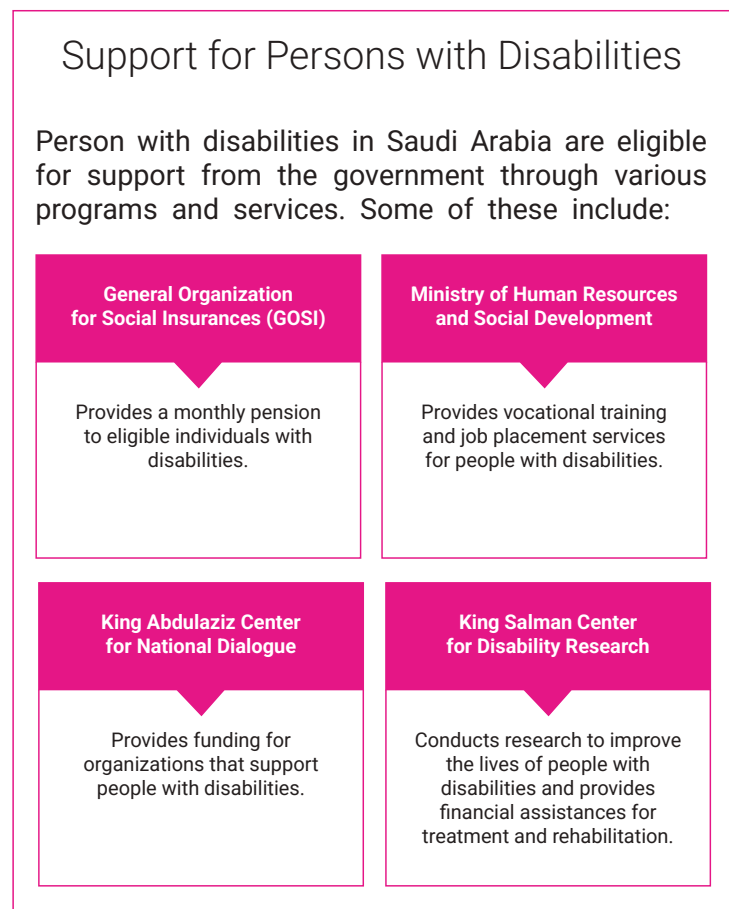 Support for Persons with Disabilities
Person with disabilities in Saudi Arabia are eligible
for support from the government through various
programs and services. Some of these include:
General Organization
for Social Insurances (GOSI)
Provides a monthly pension
to eligible individuals with
disabilities.
Ministry of Human Resources
and Social Development
Provides vocational training
and job placement services
for people with disabilities.
King Abdulaziz Center
for National Dialogue
Provides funding for
organizations that support
people with disabilities.
King Salman Center
for Disability Research
Conducts research to improve
the lives of people with
disabilities and provides
financial assistances for
treatment and rehabilitation.